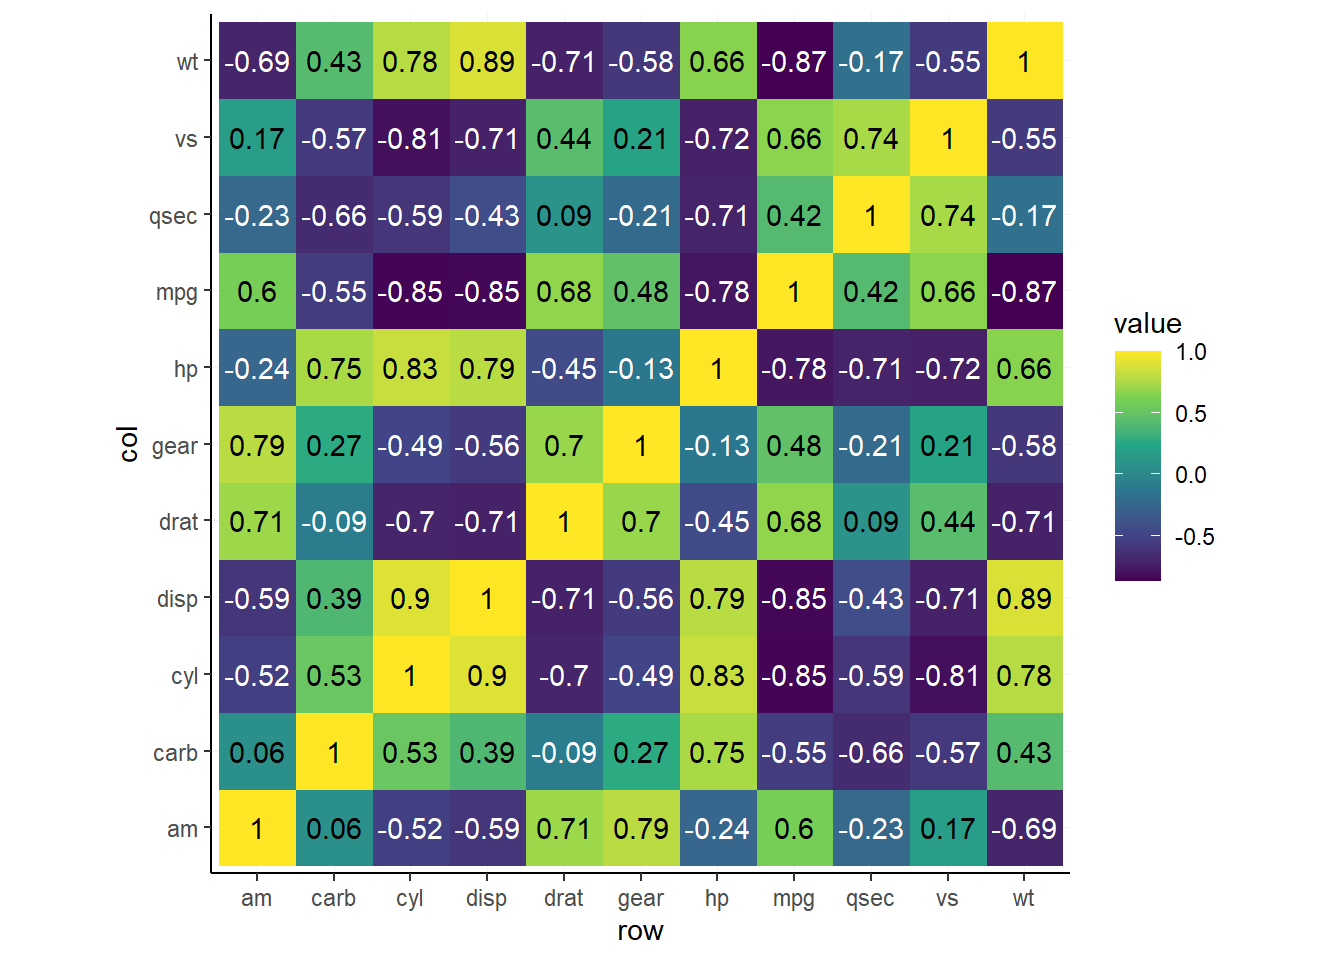 wt -0.69 0.43 0.78 0.89 -0.71 -0.58 0.66 -0.87 -0.17 -0.55 1
vs 0.17 -0.57 -0.81 -0.71 0.44 0.21 -0.72 0.66 0.74 1 -0.55
qsec -0.23 -0.66 -0.59 -0.43 0.09 -0.21 -0.71 0.42 1 0.74 -0.17
mpg 0.6 -0.55 -0.85 -0.85 0.68 0.48 -0.78 1 0.42 0.66 -0.87
hp -0.24 0.75 0.83 0.79 -0.45 -0.13 1 -0.78 -0.71 -0.72 0.66
gear 0.79 0.27 -0.49 -0.56 0.7 1 -0.13 0.48 -0.21 0.21 -0.58
drat 0.71 -0.09 -0.7 -0.71 1 0.7 -0.45 0.68 0.09 0.44 -0.71
disp -0.59 0.39 0.9 1 -0.71 -0.56 0.79 -0.85 -0.43 -0.71 0.89
cyl -0.52 0.53 1 0.9 -0.7 -0.49 0.83 -0.85 -0.59 -0.81 0.78
carb 0.06 1 0.53 0.39 -0.09 0.27 0.75 -0.55 -0.66 -0.57 0.43
am 1 0.06 -0.52 -0.59 0.71 0.79 -0.24 0.6 -0.23 0.17 -0.69
am carb cyl disp drat gear hp mpg qsec vs wt
row
col
value
1.0
0.5
0.0
-0.5